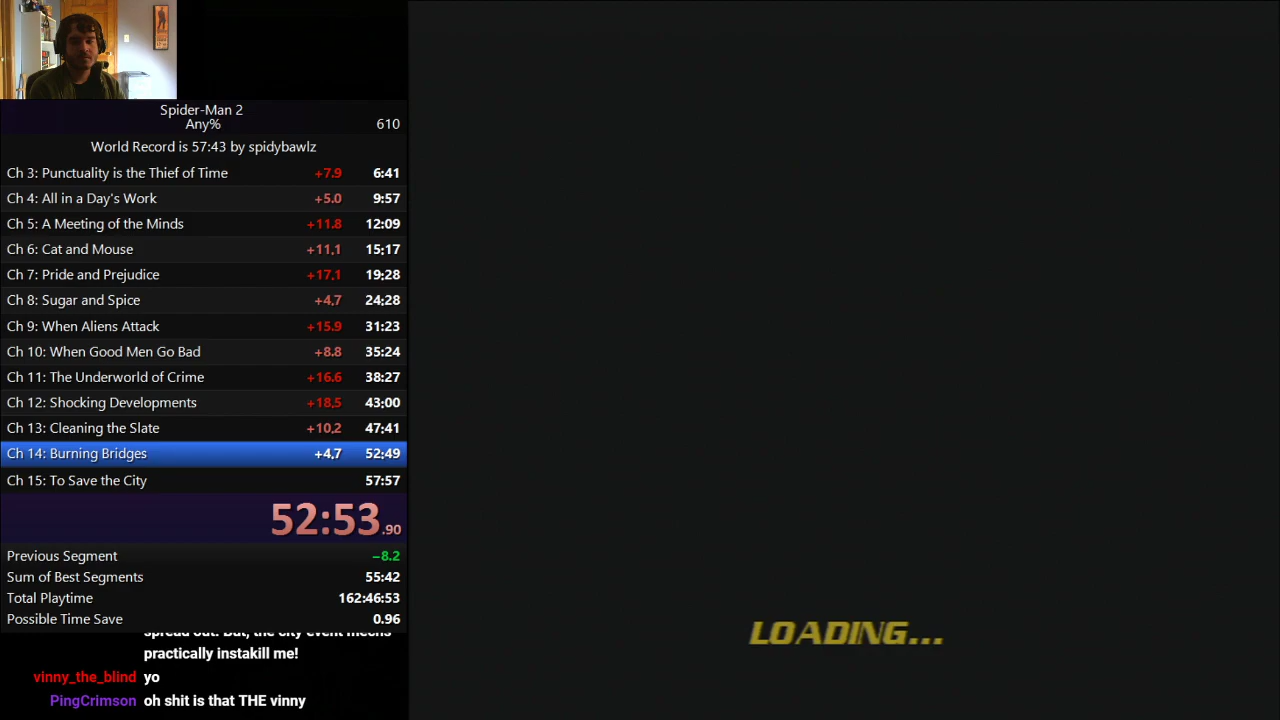 Spider-Man 2
Any% 610
World Record is 57:43 by spidybawlz
Ch 3: Punctuality is the Thief of Time +7.9 6:41
Ch 4: All in a Day's Work +5.0 9:57
Ch 5: A Meeting of the Minds +11.8 12:09
Ch 6: Cat and Mouse +11.1 15:17
Ch 7: Pride and Prejudice +17.1 19:28
Ch 8: Sugar and Spice +4.7 24:28
Ch 9: When Aliens Attack +15.9 31:23
Ch 10: When Good Men Go Bad +8.8 35:24
Ch 11: The Underworld of Crime +16.6 38:27
Ch 12: Shocking Developments +18.5 43:00
Ch 13: Cleaning the Slate +10.2 47:41
Ch 14: Burning Bridges +4.7 52:49
Ch 15: To Save the City 57:57
52:53.90
Previous Segment −8.2
Sum of Best Segments 55:42
Total Playtime 162:46:53
Possible Time Save 0.96
spread out. But, the city event mechs
practically instakill me!
vinny_the_blind yo
PingCrimson oh shit is that THE vinny
LOADING...